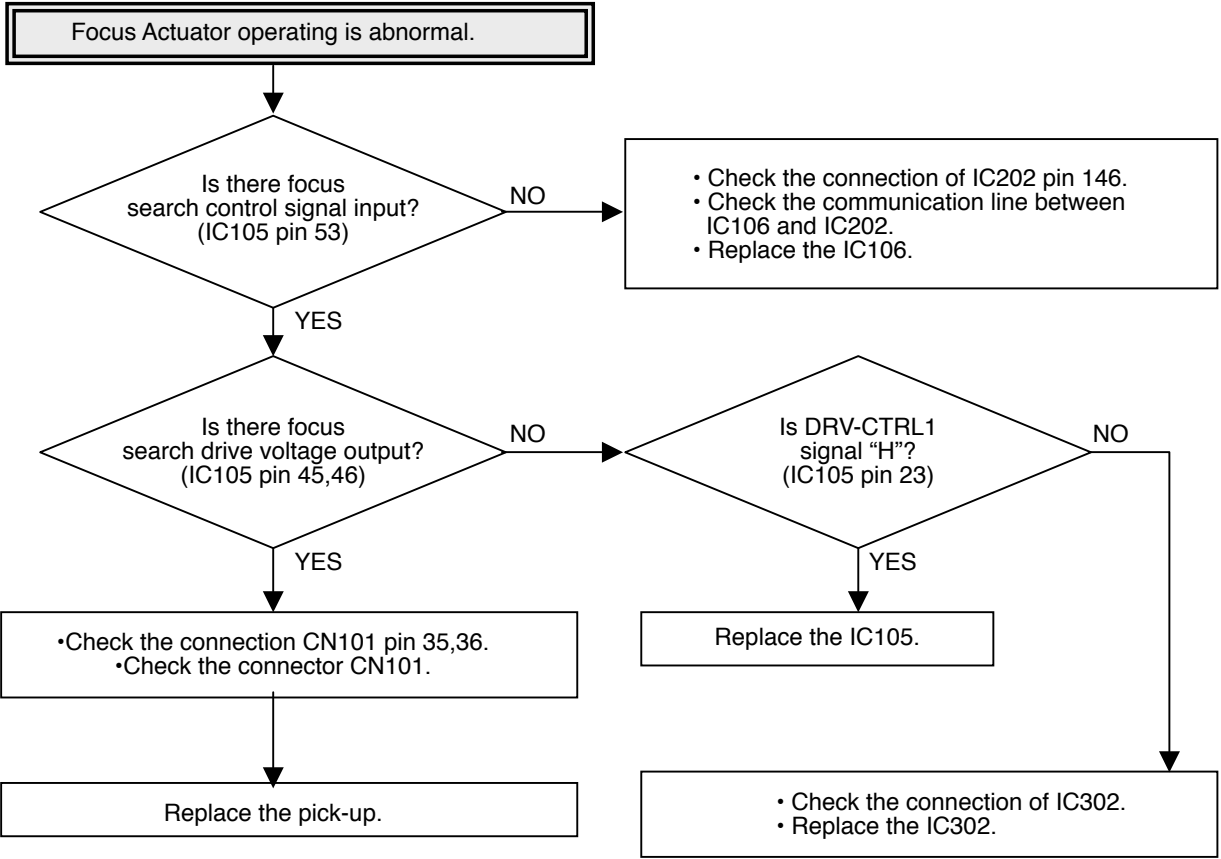 Focus Actuator operating is abnormal.
Is there focus
search control signal input?
(IC105 pin 53)
NO
• Check the connection of IC202 pin 146.
• Check the communication line between
IC106 and IC202.
• Replace the IC106.
YES
Is there focus
search drive voltage output?
(IC105 pin 45,46)
NO
Is DRV-CTRL1
signal “H”?
(IC105 pin 23)
NO
YES
YES
•Check the connection CN101 pin 35,36.
•Check the connector CN101.
Replace the IC105.
Replace the pick-up.
• Check the connection of IC302.
• Replace the IC302.